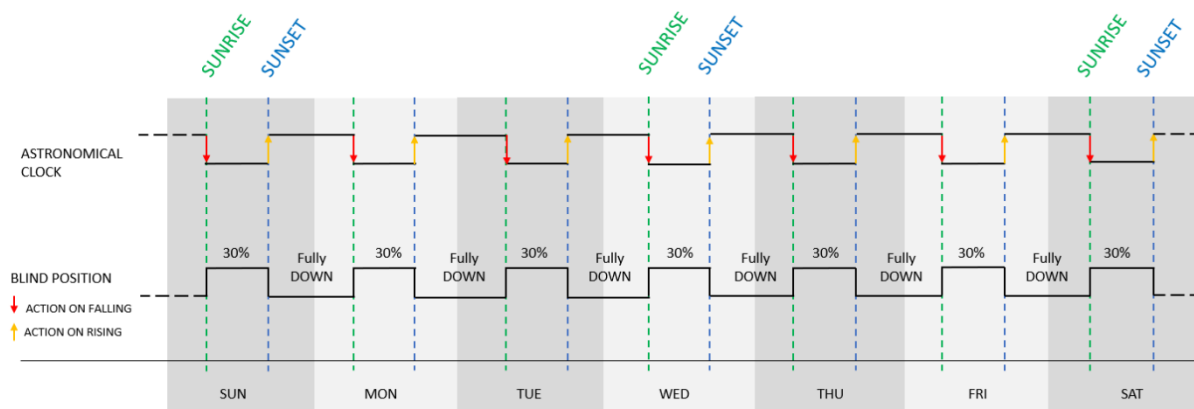 SUNRISE SUNSET SUNRISE SUNSET SUNRISE SUNSET
ASTRONOMICAL
CLOCK
30% 30% 30% 30% 30% 30% 30%
Fully Fully Fully Fully Fully Fully
DOWN DOWN DOWN DOWN DOWN DOWN
BLIND POSITION
ACTION ON FALLING
ACTION ON RISING
SUN MON TUE WED THU FRI SAT